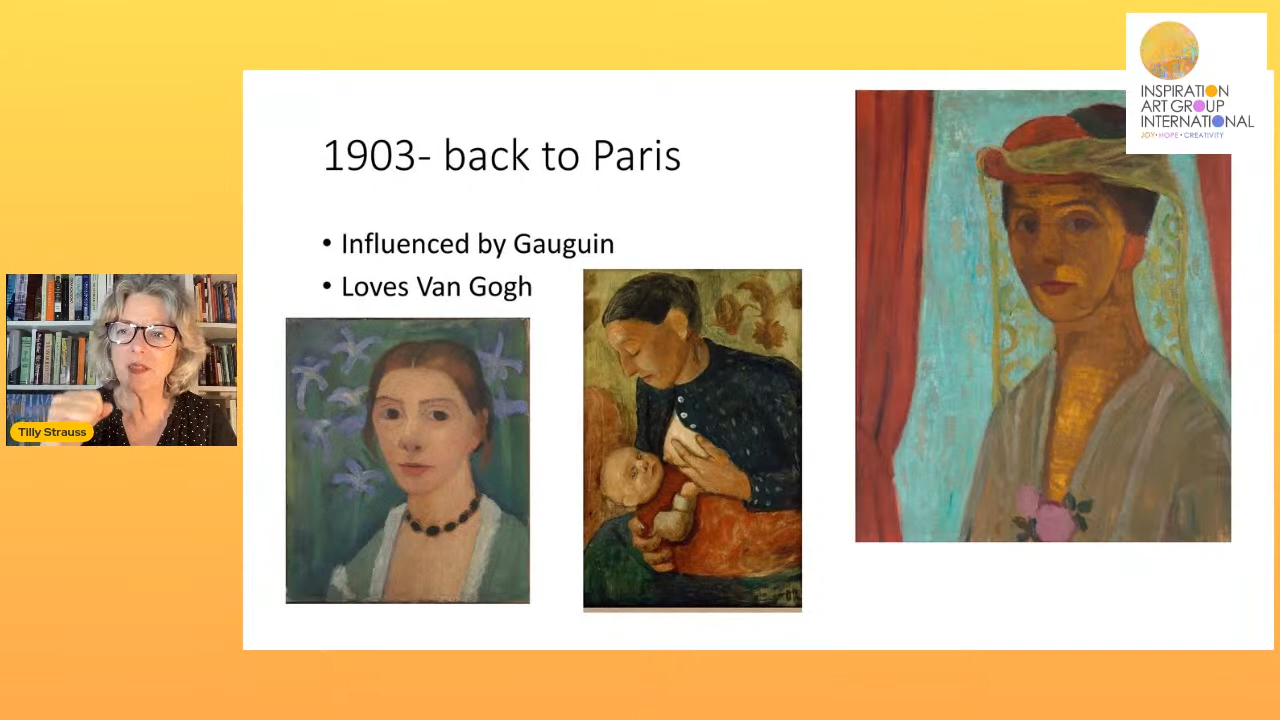 1903- back to Paris
• Influenced by Gauguin
• Loves Van Gogh
Tilly Strauss
INSPIRATION
ART GROUP
INTERNATIONAL
JOY • HOPE • CREATIVITY